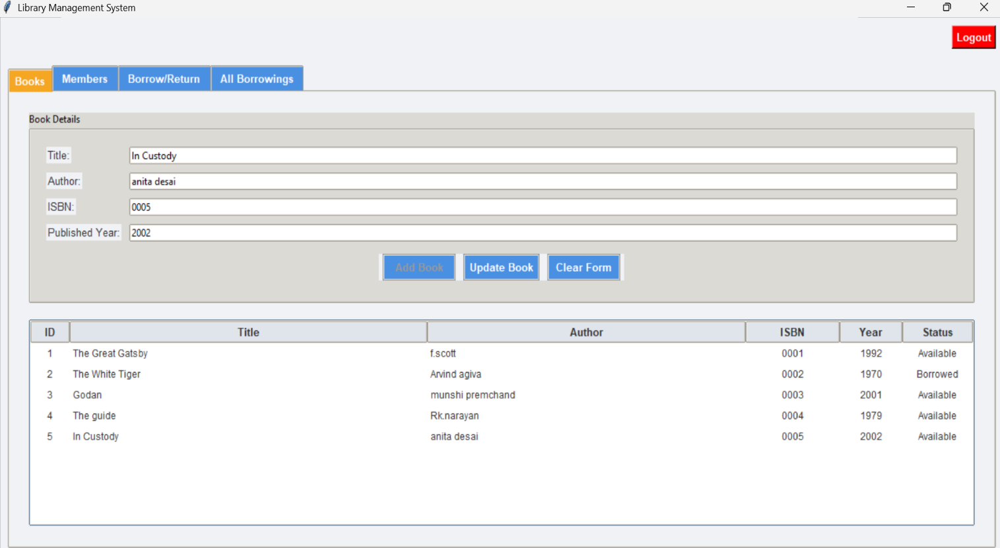 Library Management System
Logout
Books Members Borrow/Return All Borrowings
Book Details
Title: In Custody
Author: anita desai
ISBN: 0005
Published Year: 2002
Add Book Update Book Clear Form
ID Title Author ISBN Year Status
1 The Great Gatsby f.scott 0001 1992 Available
2 The White Tiger Arvind agiva 0002 1970 Borrowed
3 Godan munshi premchand 0003 2001 Available
4 The guide Rk.narayan 0004 1979 Available
5 In Custody anita desai 0005 2002 Available